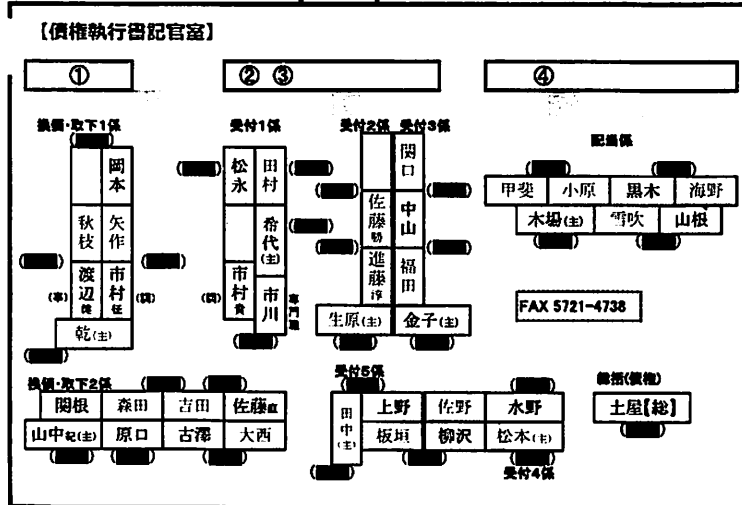 【債権執行書記官室】
①
② ③
④
換価・取下1係
受付1係
受付2係 受付3係
配当係
岡本
秋枝 矢作
渡辺 市村任
(事) (調)
乾(主)
松永 田村
希代(主)
市村貴 市川
(調) 専門職
関口
佐藤 中山
進藤淳 福田
生原(主) 金子(主)
甲斐 小原 黒木 海野
木場(主) 雪吹 山根
FAX 5721-4738
換価・取下2係
関根 森田 吉田 佐藤直
山中紀(主) 原口 古澤 大西
受付5係
田中(主) 上野 佐野 水野
板垣 柳沢 松本(主)
受付4係
総括(債権)
土屋【総】